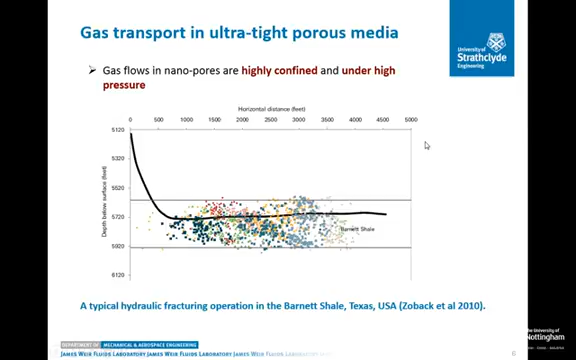 Gas transport in ultra-tight porous media
University of
Strathclyde
Engineering
➢ Gas flows in nano-pores are highly confined and under high
pressure
Horizontal distance (feet)
0 500 1000 1500 2000 2500 3000 3500 4000 5000
Depth below surface (feet)
5120
5320
5520
5720
5920
6120
Barnett Shale
A typical hydraulic fracturing operation in the Barnett Shale, Texas, USA (Zoback et al 2010).
DEPARTMENT OF MECHANICAL & AEROSPACE ENGINEERING
JAMES WEIR FLUIDS LABORATORY JAMES WEIR FLUIDS LABORATORY JAMES WEIR FLUIDS LABORATORY
6
The University of
Nottingham